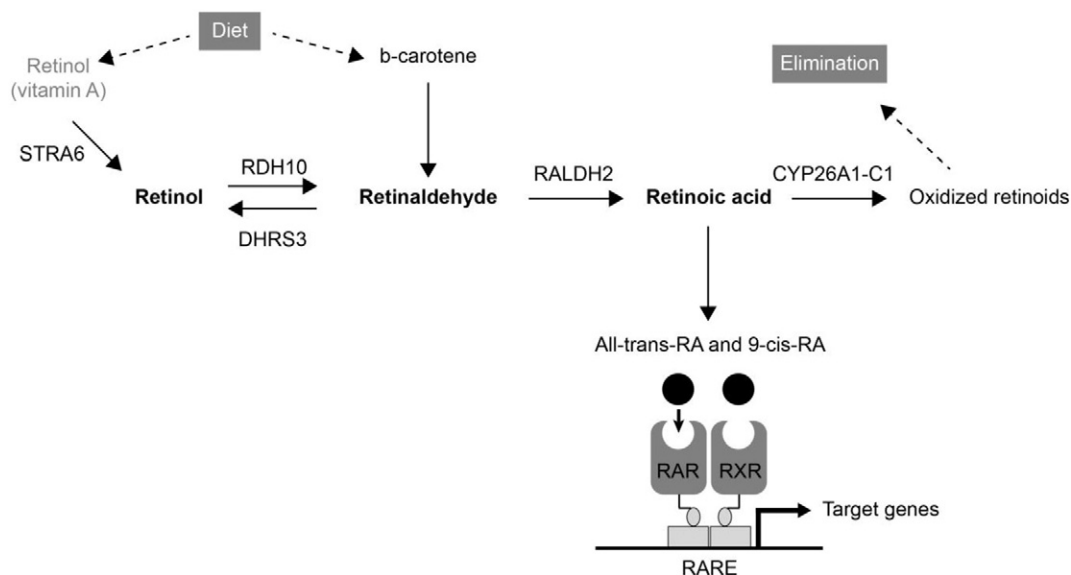 Diet
b-carotene
Elimination
Retinol
(vitamin A)
STRA6
RDH10
RALDH2
CYP26A1-C1
Retinol
Retinaldehyde
Retinoic acid
Oxidized retinoids
DHRS3
All-trans-RA and 9-cis-RA
RAR
RXR
Target genes
RARE